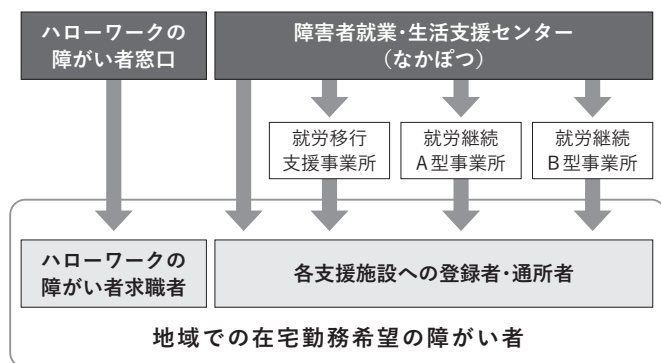 ハローワークの
障がい者窓口
障害者就業・生活支援センター
（なかぽつ）
就労移行
支援事業所
就労継続
A型事業所
就労継続
B型事業所
ハローワークの
障がい者求職者
各支援施設への登録者・通所者
地域での在宅勤務希望の障がい者